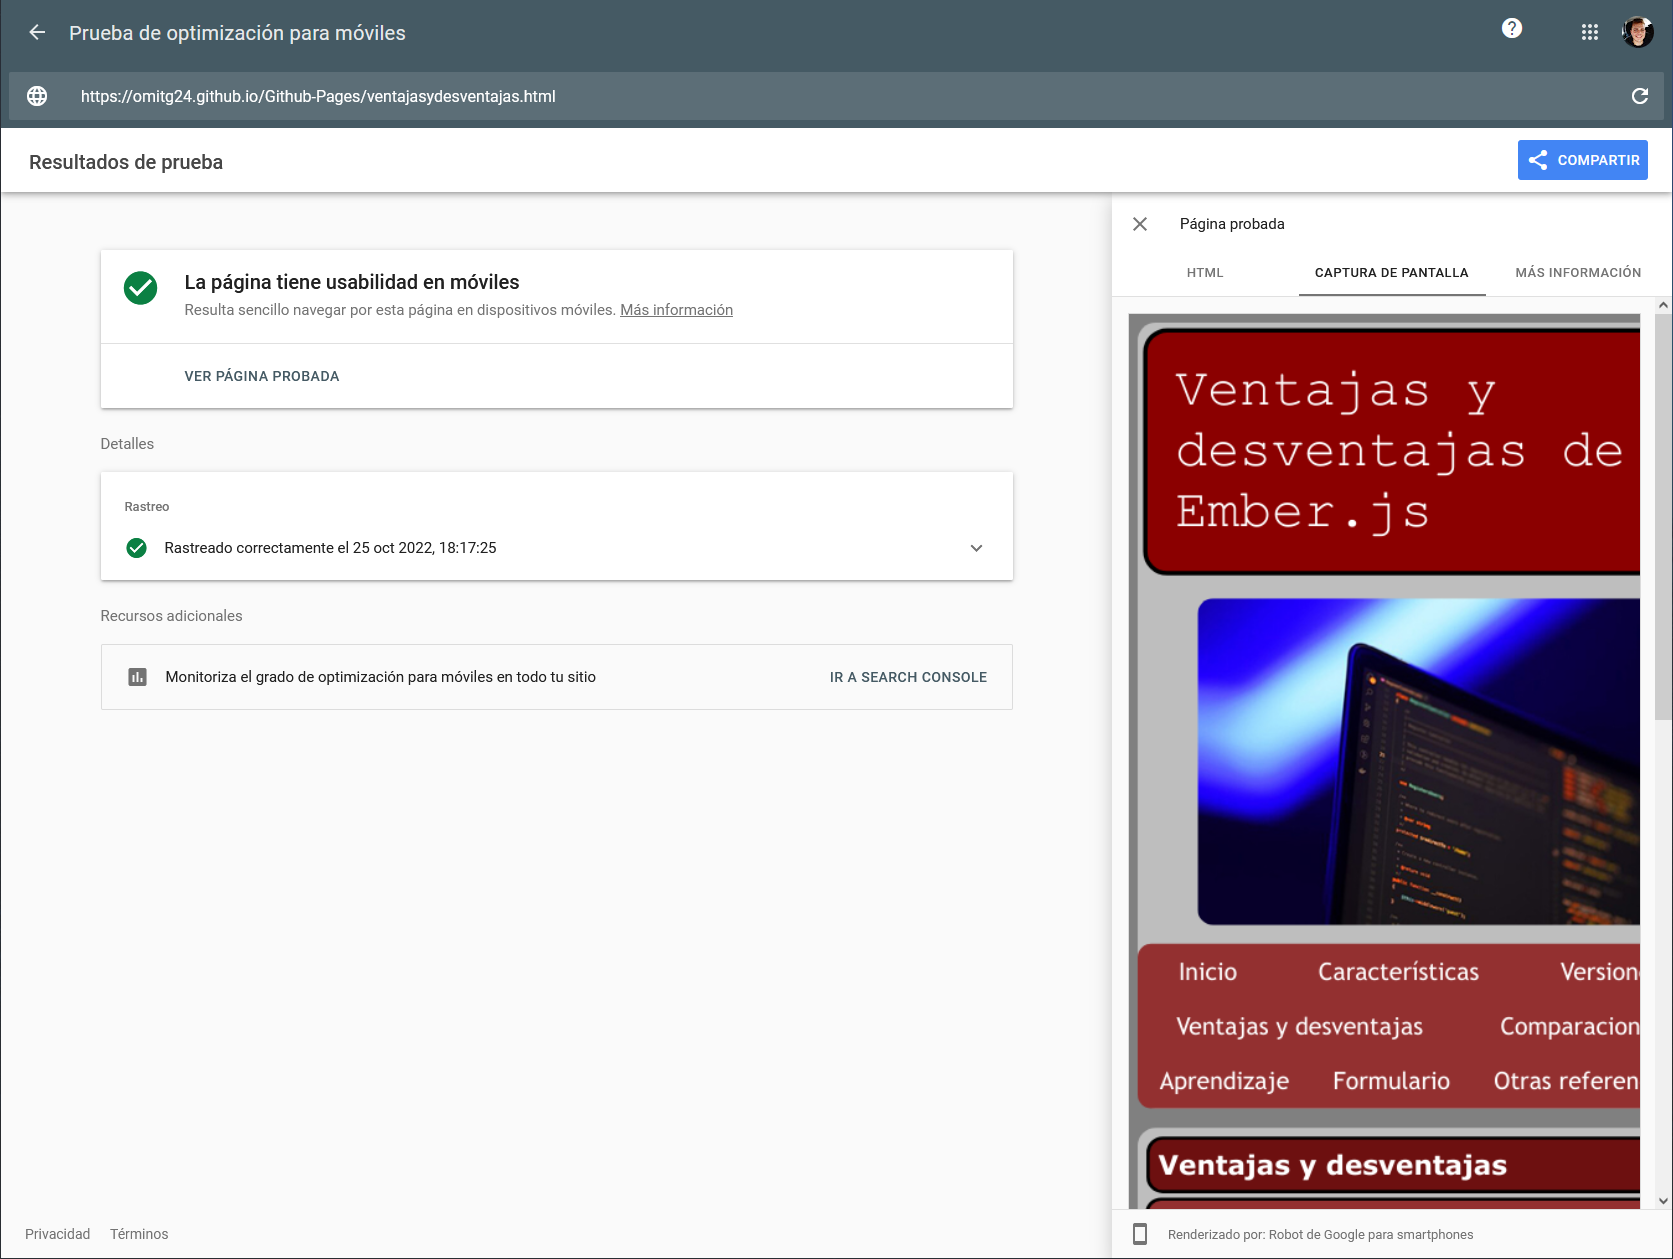 Prueba de optimización para móviles
https://omitg24.github.io/Github-Pages/ventajasydesventajas.html
Resultados de prueba
COMPARTIR
La página tiene usabilidad en móviles
Resulta sencillo navegar por esta página en dispositivos móviles. Más información
VER PÁGINA PROBADA
Detalles
Rastreo
Rastreado correctamente el 25 oct 2022, 18:17:25
Recursos adicionales
Monitoriza el grado de optimización para móviles en todo tu sitio
IR A SEARCH CONSOLE
Página probada
HTML CAPTURA DE PANTALLA MÁS INFORMACIÓN
Ventajas y
desventajas de
Ember.js
Inicio Características Version
Ventajas y desventajas Comparacion
Aprendizaje Formulario Otras referen
Ventajas y desventajas
Renderizado por: Robot de Google para smartphones
Privacidad Términos